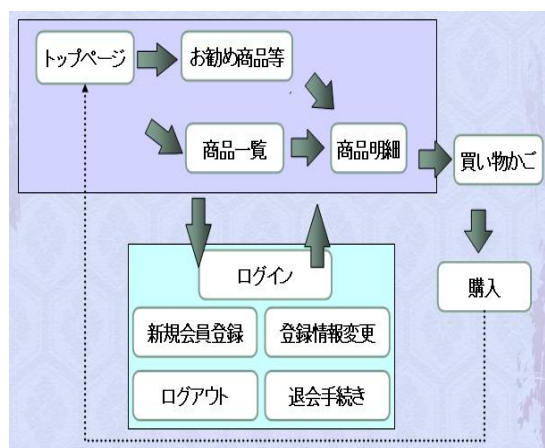 トップページ
お勧め商品等
商品一覧
商品明細
買い物かご
ログイン
購入
新規会員登録
登録情報変更
ログアウト
退会手続き